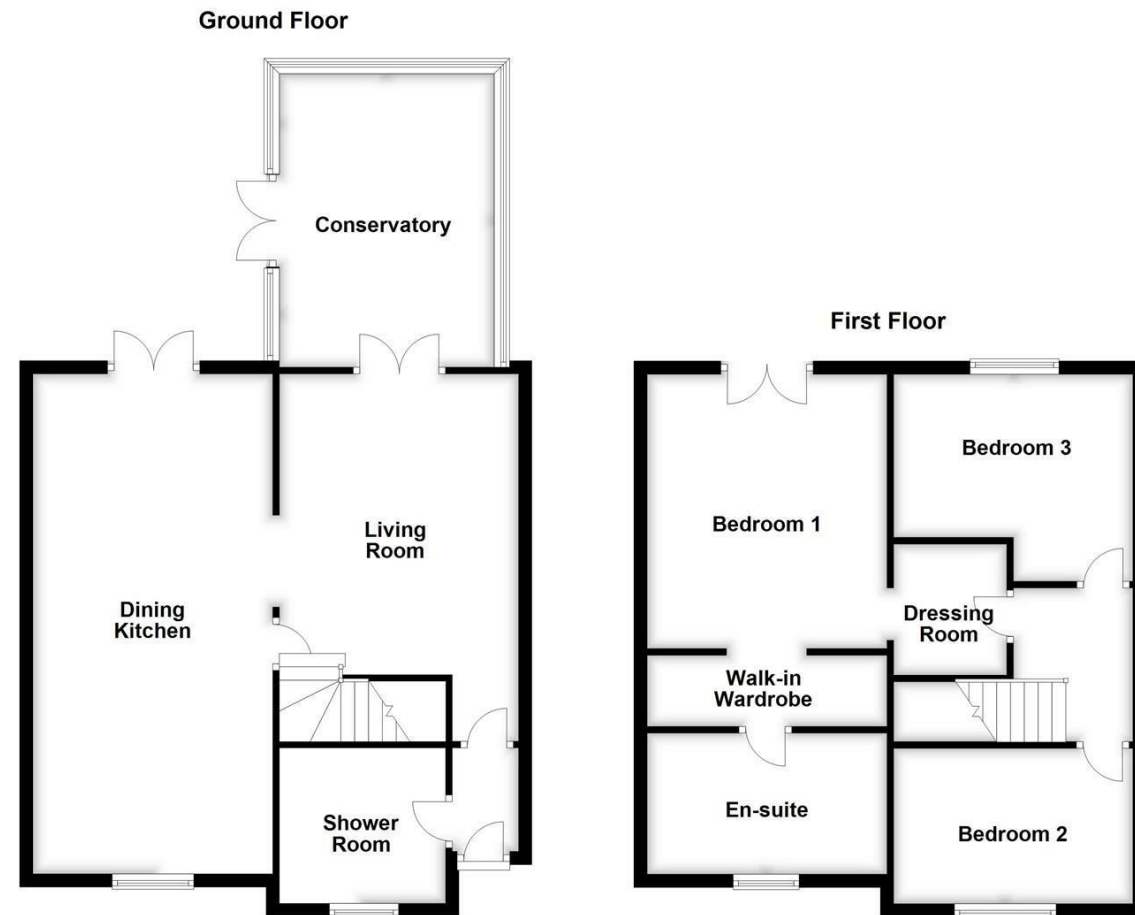 Ground Floor
Conservatory
Living
Room
Dining
Kitchen
Shower
Room
First Floor
Bedroom 3
Bedroom 1
Dressing
Room
Walk-in
Wardrobe
En-suite
Bedroom 2